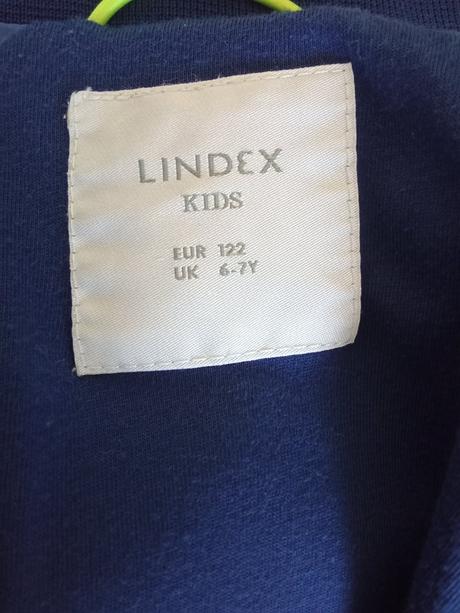 LINDEX
KIDS
EUR 122
UK 6-7Y